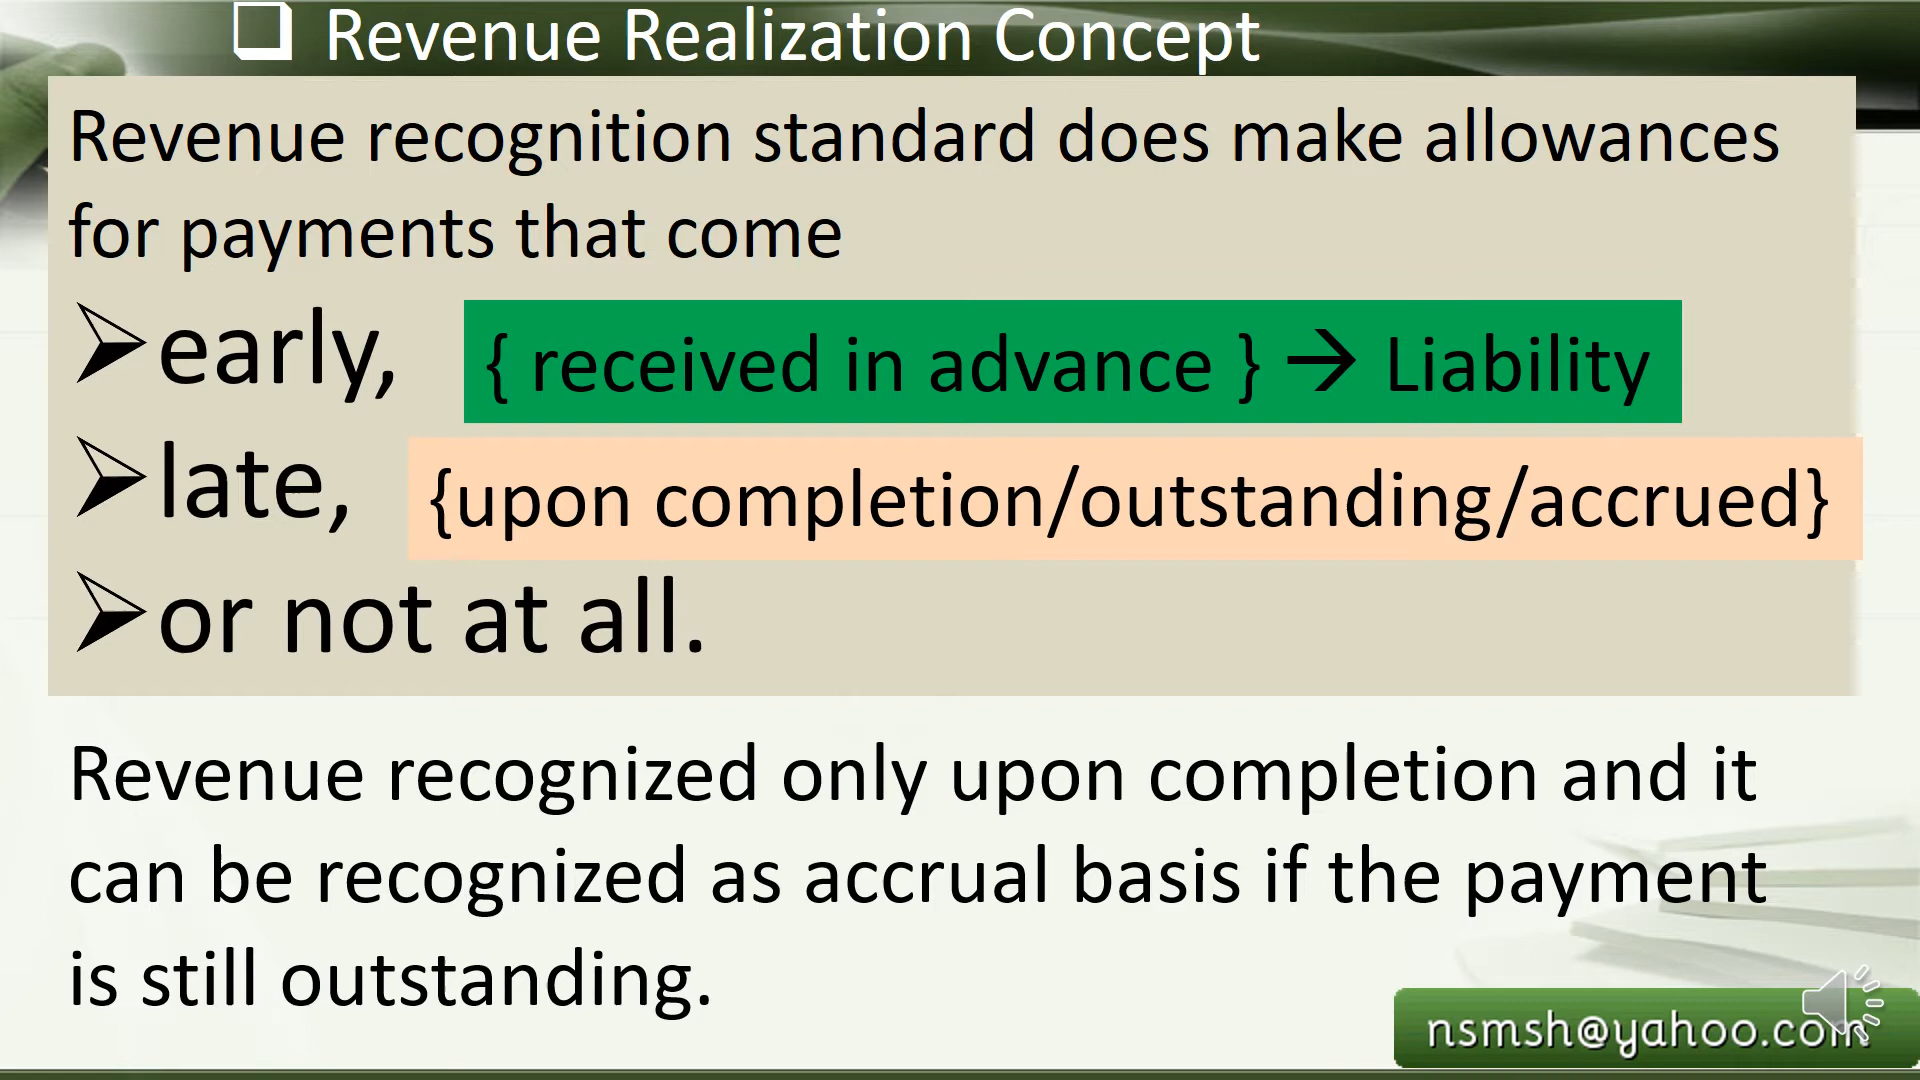 ❑ Revenue Realization Concept
Revenue recognition standard does make allowances
for payments that come
➢early, { received in advance } → Liability
➢late, {upon completion/outstanding/accrued}
➢or not at all.
Revenue recognized only upon completion and it
can be recognized as accrual basis if the payment
is still outstanding.
nsmsh@yahoo.com